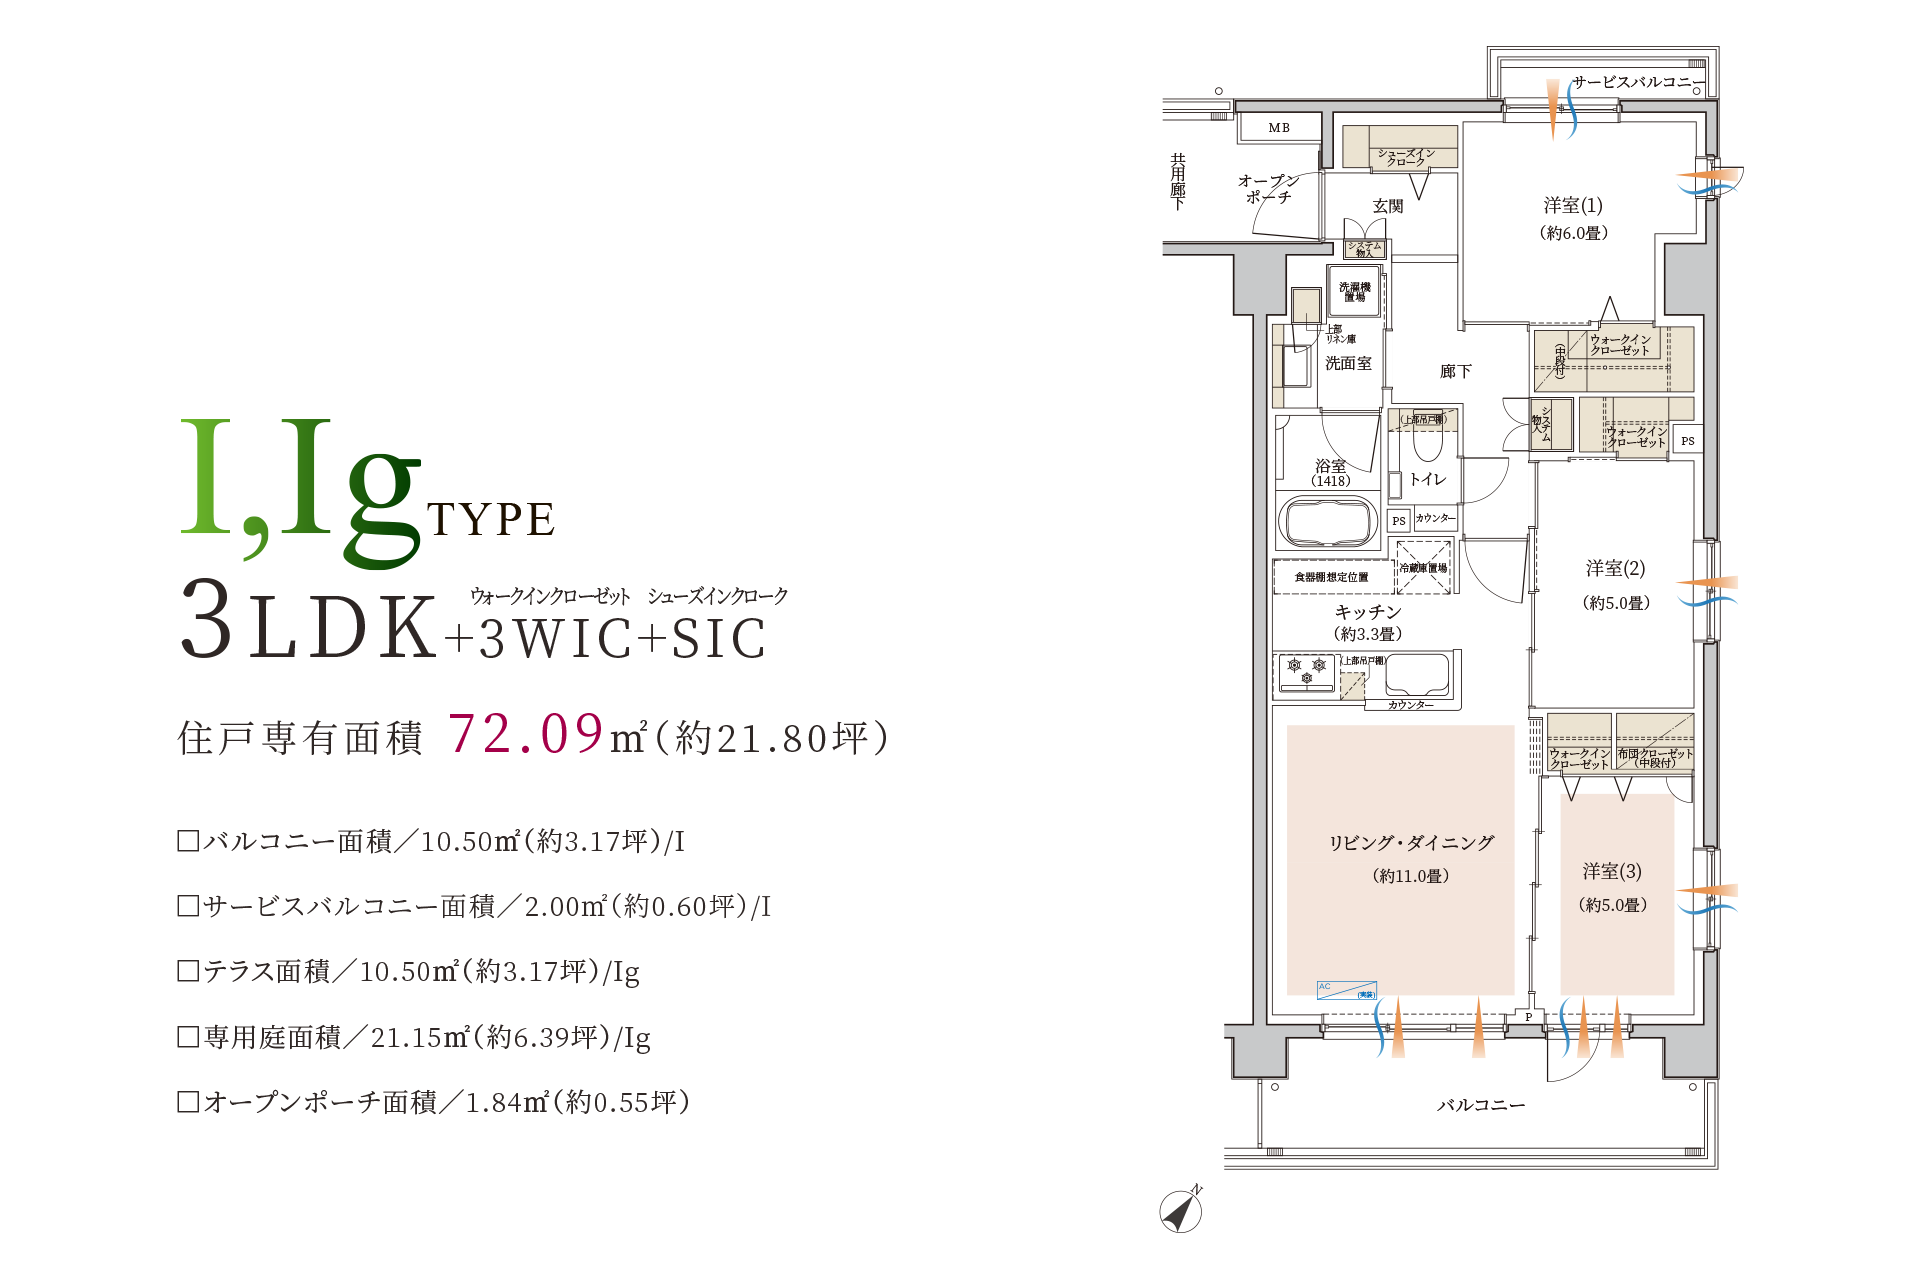 I,Ig TYPE
ウォークインクローゼット シューズインクローク
3LDK+3WIC+SIC
住戸専有面積 72.09㎡(約21.80坪)
□バルコニー面積／10.50㎡(約3.17坪)/I
□サービスバルコニー面積／2.00㎡(約0.60坪)/I
□テラス面積／10.50㎡(約3.17坪)/Ig
□専用庭面積／21.15㎡(約6.39坪)/Ig
□オープンポーチ面積／1.84㎡(約0.55坪)
サービスバルコニー
MB
共用廊下
オープン
ポーチ
シューズイン
クローク
玄関
洋室(1)
(約6.0畳)
システム
物入
洗濯機
置場
上部
リネン庫
洗面室
廊下
ウォークイン
クローゼット
(中段付)
システム
物入
ウォークイン
クローゼット
PS
(上部吊戸棚)
浴室
(1418)
トイレ
PS
カウンター
食器棚想定位置
冷蔵庫置場
キッチン
(約3.3畳)
洋室(2)
(約5.0畳)
(上部吊戸棚)
カウンター
ウォークイン
クローゼット
布団クローゼット
(中段付)
リビング・ダイニング
(約11.0畳)
洋室(3)
(約5.0畳)
AC
(実装)
P
バルコニー
N